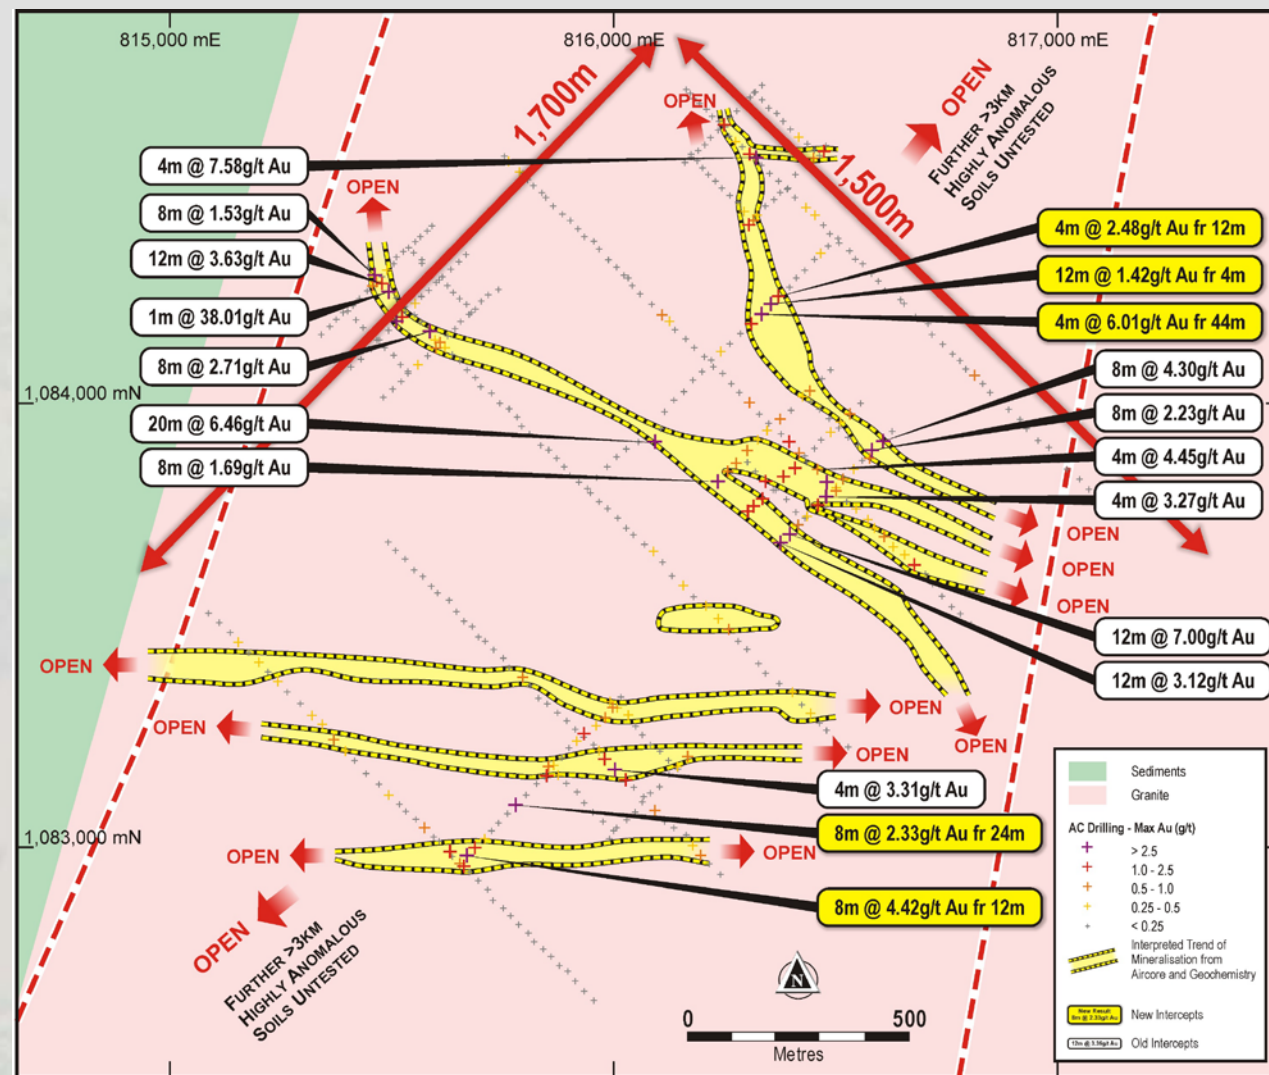 815,000 mE
816,000 mE
817,000 mE
1,700m
1,500m
OPEN
OPEN
OPEN
FURTHER >3KM
HIGHLY ANOMALOUS
SOILS UNTESTED
4m @ 7.58g/t Au
8m @ 1.53g/t Au
12m @ 3.63g/t Au
1m @ 38.01g/t Au
8m @ 2.71g/t Au
1,084,000 mN
20m @ 6.46g/t Au
8m @ 1.69g/t Au
4m @ 2.48g/t Au fr 12m
12m @ 1.42g/t Au fr 4m
4m @ 6.01g/t Au fr 44m
8m @ 4.30g/t Au
8m @ 2.23g/t Au
4m @ 4.45g/t Au
4m @ 3.27g/t Au
OPEN
OPEN
OPEN
12m @ 7.00g/t Au
12m @ 3.12g/t Au
OPEN
OPEN
OPEN
OPEN
OPEN
4m @ 3.31g/t Au
8m @ 2.33g/t Au fr 24m
1,083,000 mN
OPEN
OPEN
8m @ 4.42g/t Au fr 12m
OPEN
FURTHER >3KM
HIGHLY ANOMALOUS
SOILS UNTESTED
N
0
500
Metres
Sediments
Granite
AC Drilling - Max Au (g/t)
> 2.5
1.0 - 2.5
0.5 - 1.0
0.25 - 0.5
< 0.25
Interpreted Trend of
Mineralisation from
Aircore and Geochemistry
New Result
8m @ 2.33g/t Au
New Intercepts
Old Intercepts